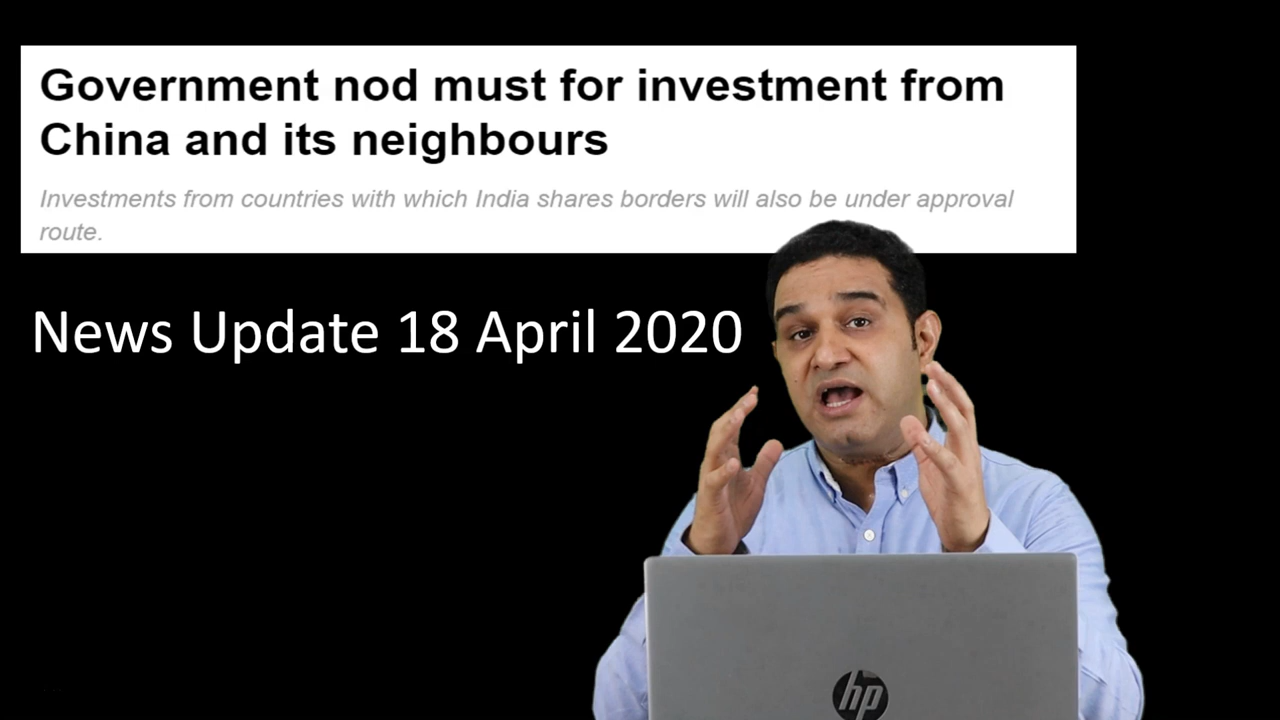 Government nod must for investment from
China and its neighbours
Investments from countries with which India shares borders will also be under approval
route.
News Update 18 April 2020
hp